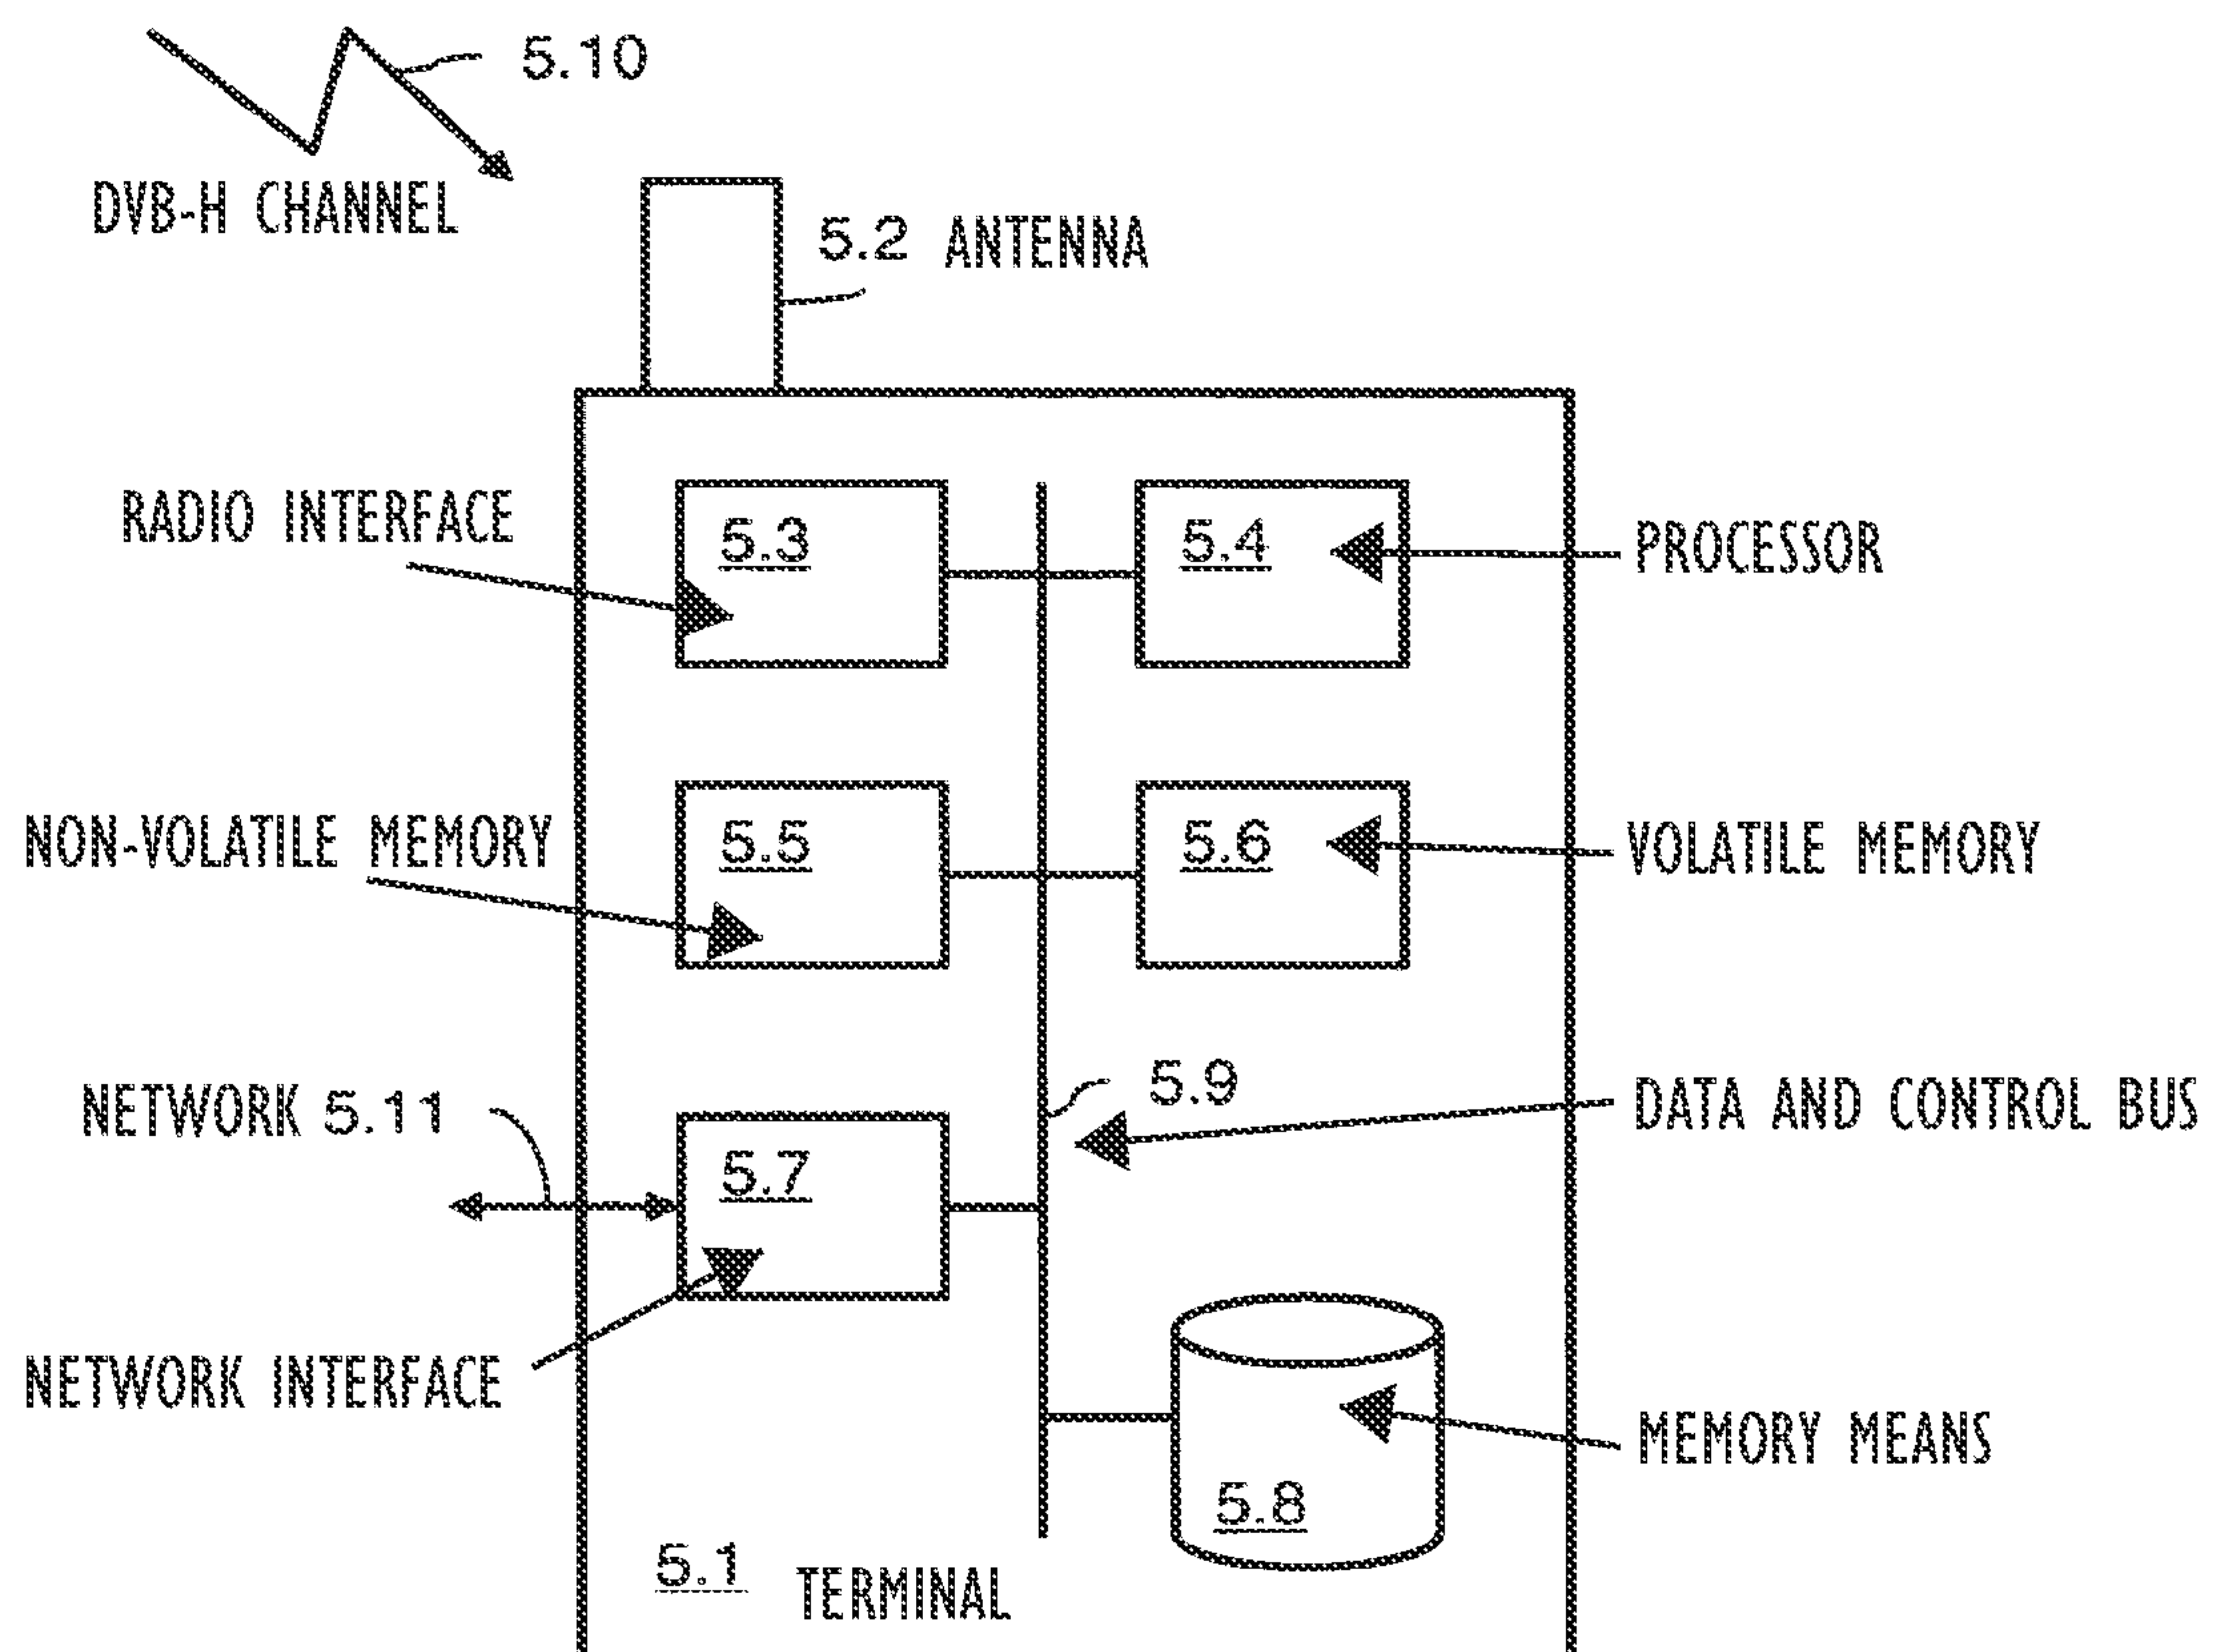 5.10
DVB-H CHANNEL
5.2 ANTENNA
RADIO INTERFACE
5.3
5.4
PROCESSOR
NON-VOLATILE MEMORY
5.5
5.6
VOLATILE MEMORY
NETWORK 5.11
5.7
5.9
DATA AND CONTROL BUS
NETWORK INTERFACE
MEMORY MEANS
5.8
5.1 TERMINAL